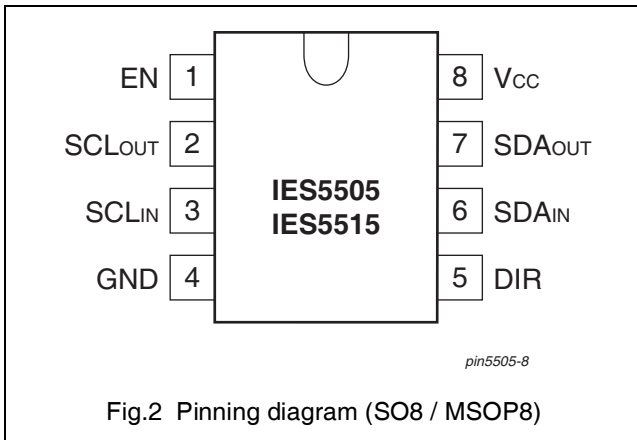 EN 1
8 VCC
SCLOUT 2
7 SDAOUT
IES5505
IES5515
SCLIN 3
6 SDAIN
GND 4
5 DIR
pin5505-8
Fig.2 Pinning diagram (SO8 / MSOP8)